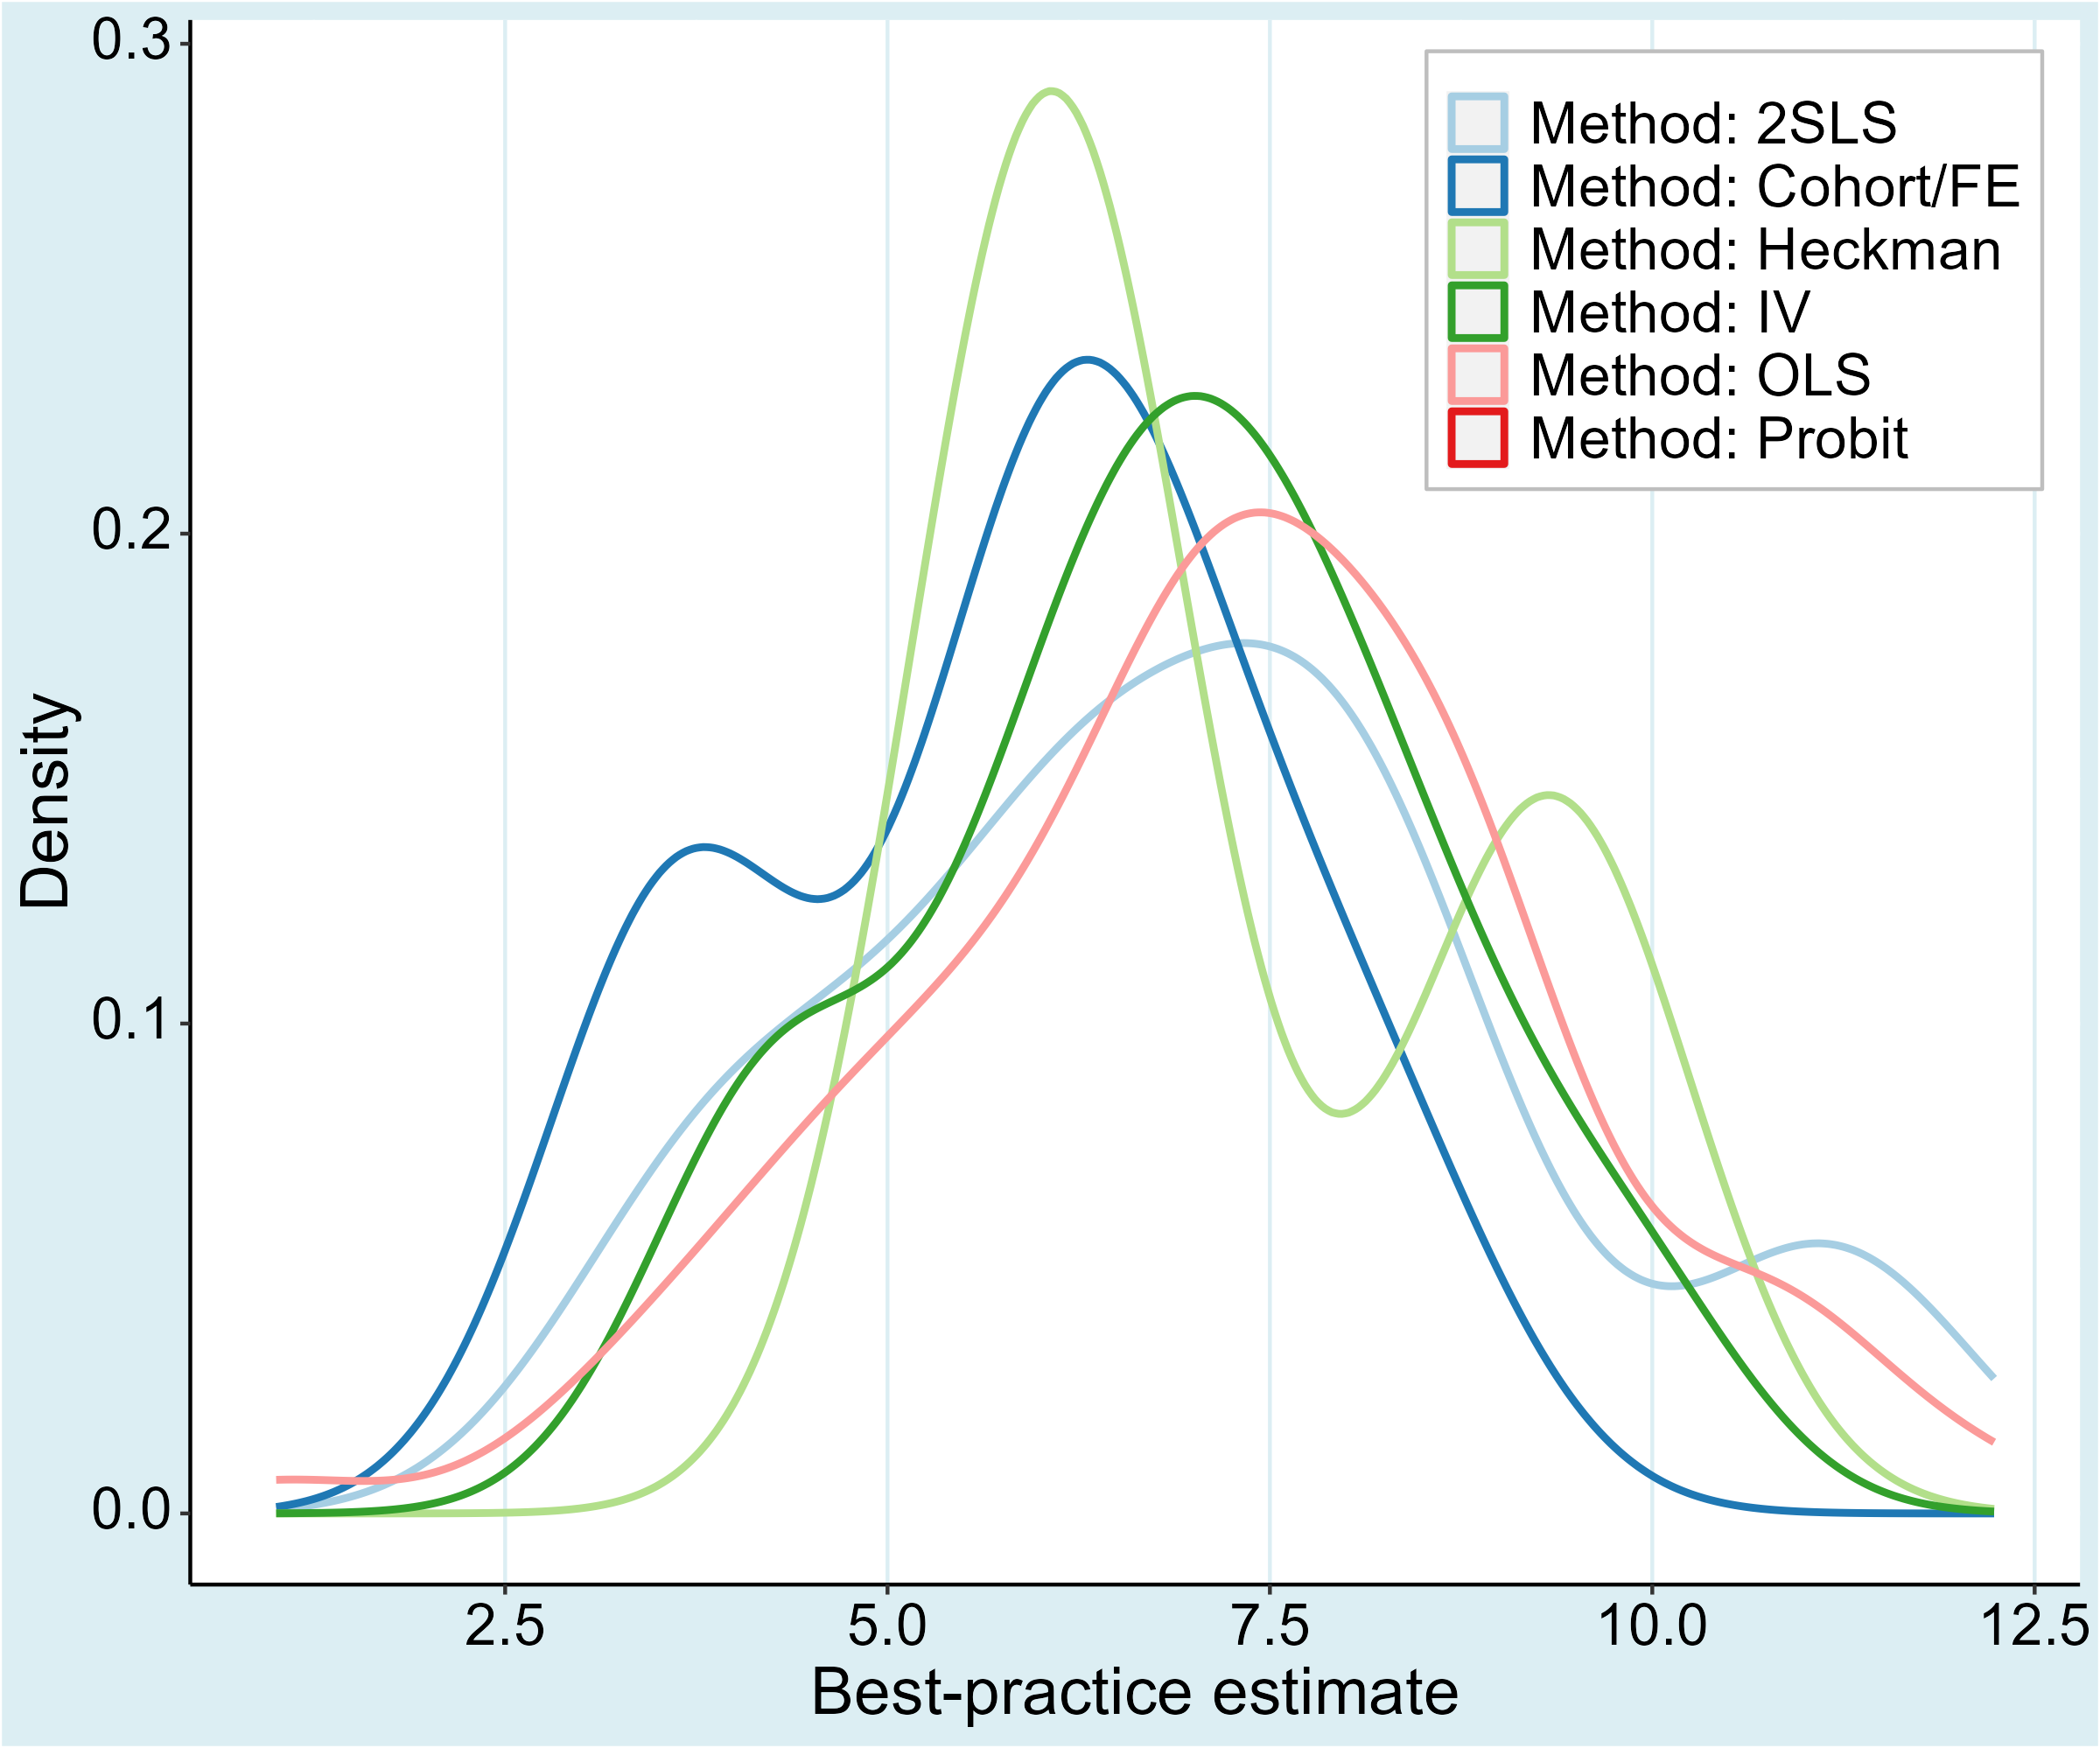 0.3
0.2
0.1
0.0
Density
Method: 2SLS
Method: Cohort/FE
Method: Heckman
Method: IV
Method: OLS
Method: Probit
2.5 5.0 7.5 10.0 12.5
Best-practice estimate